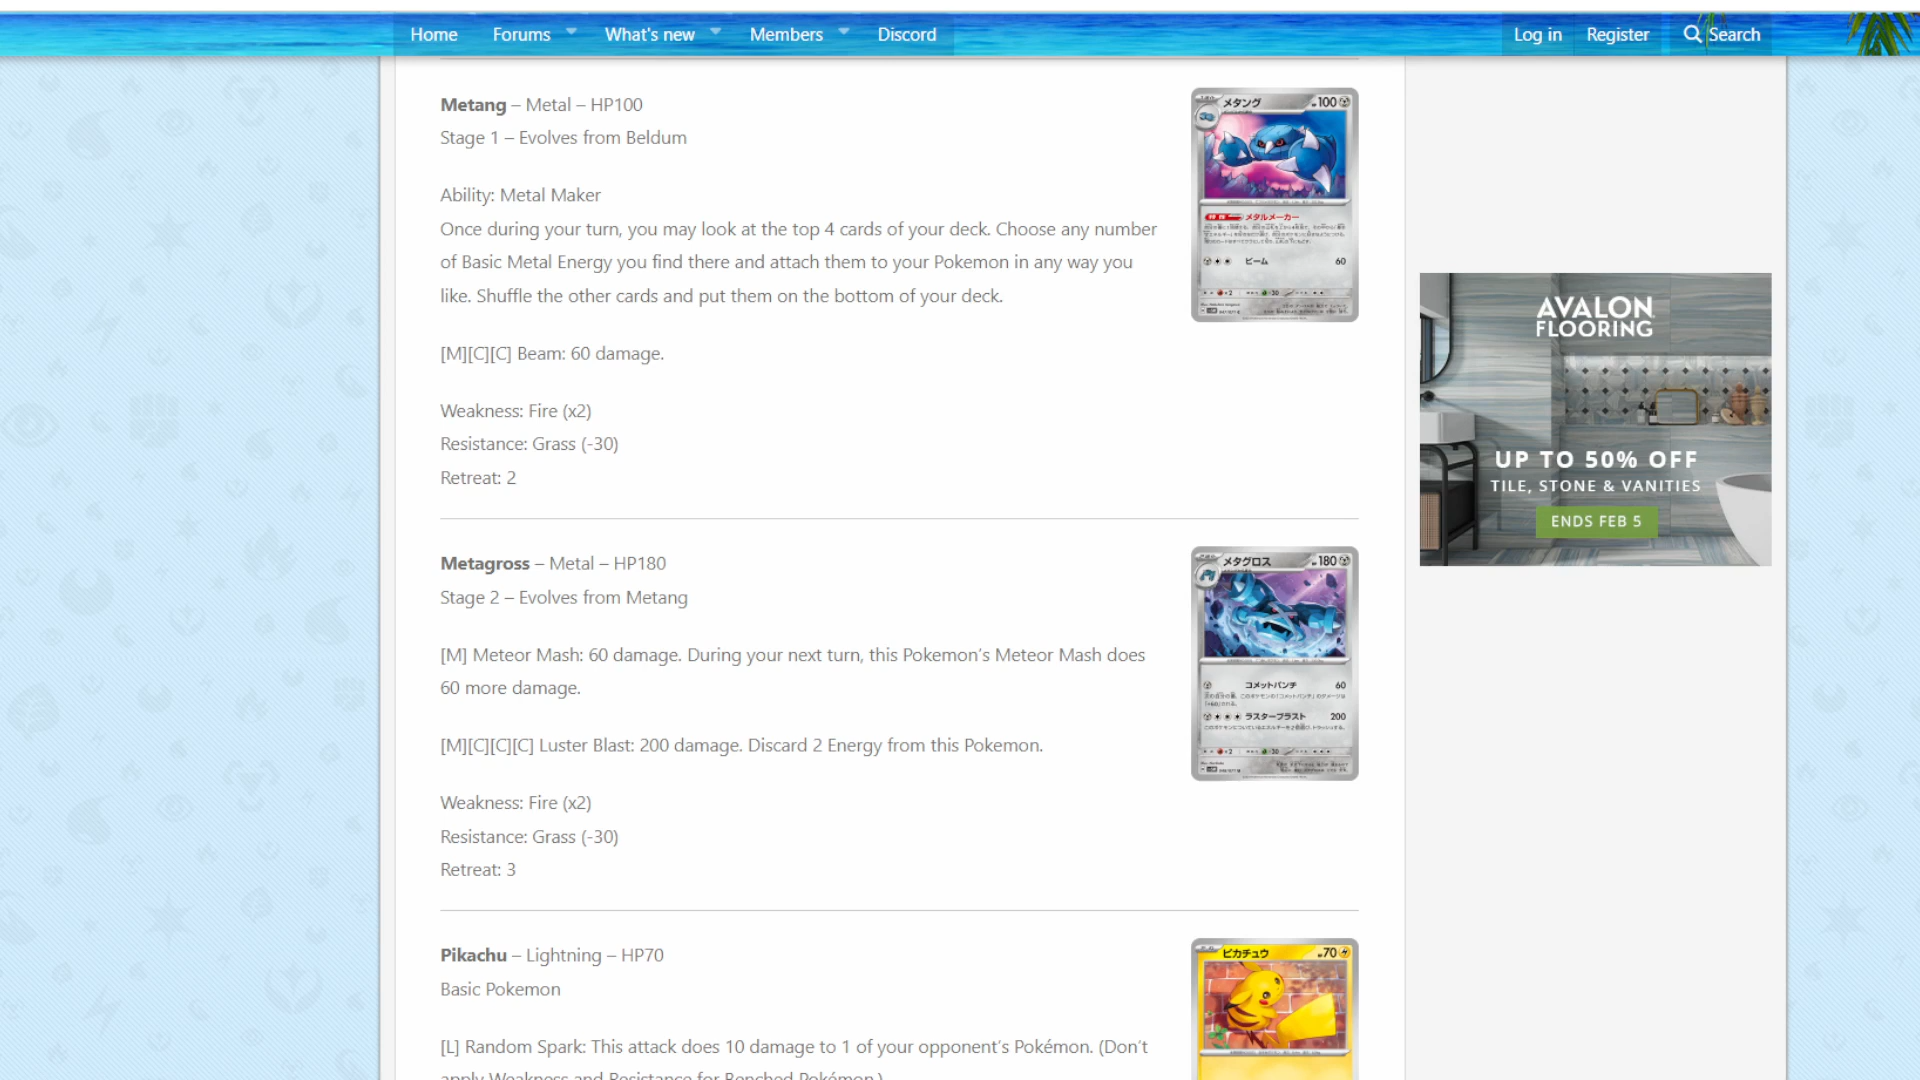 Home Forums What's new Members Discord Log in Register Search
Metang – Metal – HP100
Stage 1 – Evolves from Beldum
Ability: Metal Maker
Once during your turn, you may look at the top 4 cards of your deck. Choose any number
of Basic Metal Energy you find there and attach them to your Pokemon in any way you
like. Shuffle the other cards and put them on the bottom of your deck.
[M][C][C] Beam: 60 damage.
Weakness: Fire (x2)
Resistance: Grass (-30)
Retreat: 2
メタング 100
メタルメーカー
ビーム 60
AVALON
FLOORING
UP TO 50% OFF
TILE, STONE & VANITIES
ENDS FEB 5
Metagross – Metal – HP180
Stage 2 – Evolves from Metang
[M] Meteor Mash: 60 damage. During your next turn, this Pokemon’s Meteor Mash does
60 more damage.
[M][C][C][C] Luster Blast: 200 damage. Discard 2 Energy from this Pokemon.
Weakness: Fire (x2)
Resistance: Grass (-30)
Retreat: 3
メタグロス 180
コメットパンチ 60
ラスターブラスト 200
Pikachu – Lightning – HP70
Basic Pokemon
[L] Random Spark: This attack does 10 damage to 1 of your opponent’s Pokémon. (Don’t
apply Weakness and Resistance for Benched Pokémon.)
ピカチュウ 70